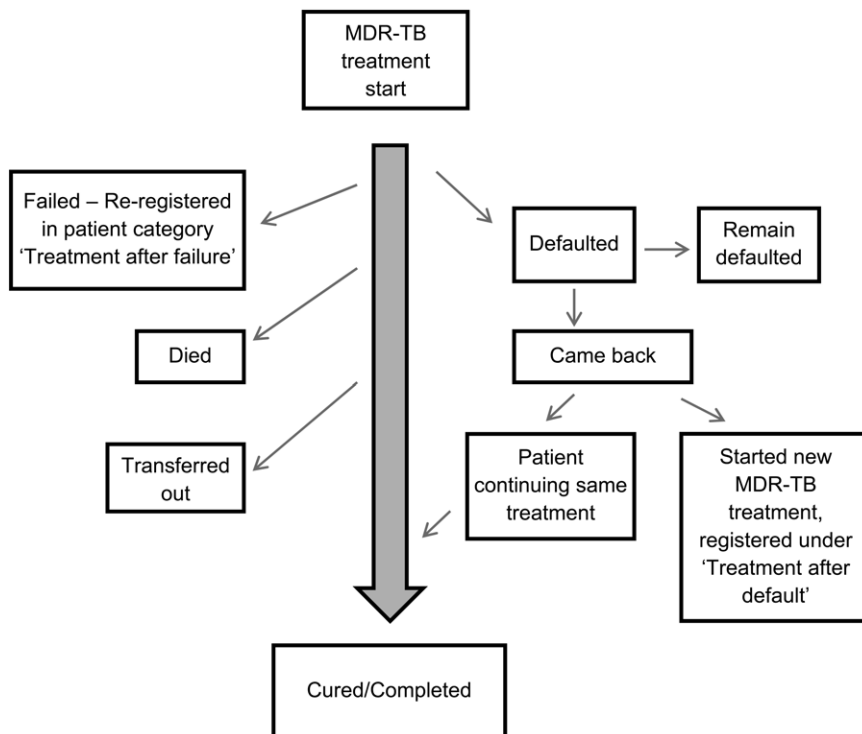 MDR-TB
treatment
start
Failed – Re-registered
in patient category
‘Treatment after failure’
Defaulted
Remain
defaulted
Died
Came back
Transferred
out
Patient
continuing same
treatment
Started new
MDR-TB
treatment,
registered under
‘Treatment after
default’
Cured/Completed